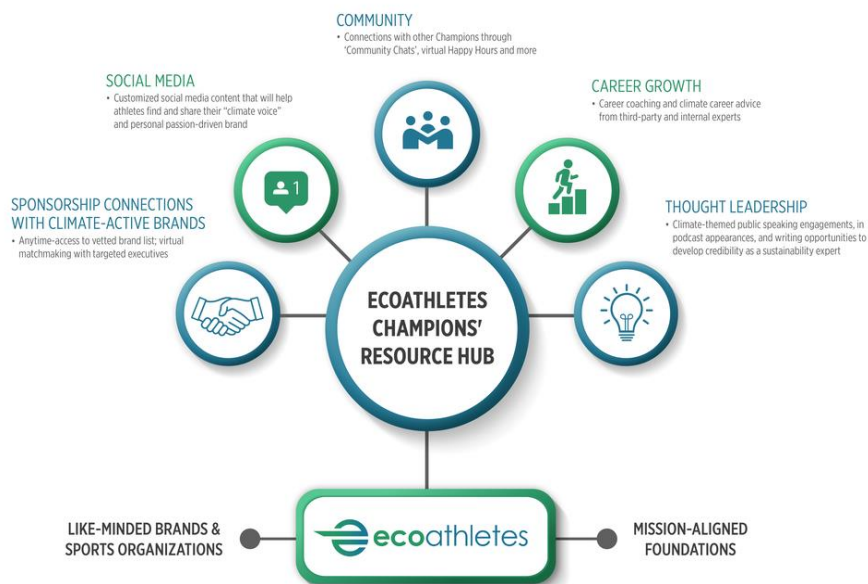 COMMUNITY
• Connections with other Champions through
'Community Chats', virtual Happy Hours and more
SOCIAL MEDIA
• Customized social media content that will help
athletes find and share their "climate voice"
and personal passion-driven brand
1
CAREER GROWTH
• Career coaching and climate career advice
from third-party and internal experts
SPONSORSHIP CONNECTIONS
WITH CLIMATE-ACTIVE BRANDS
• Anytime-access to vetted brand list; virtual
matchmaking with targeted executives
THOUGHT LEADERSHIP
• Climate-themed public speaking engagements, in
podcast appearances, and writing opportunities to
develop credibility as a sustainability expert
ECOATHLETES
CHAMPIONS'
RESOURCE HUB
LIKE-MINDED BRANDS &
SPORTS ORGANIZATIONS
ecoathletes
MISSION-ALIGNED
FOUNDATIONS